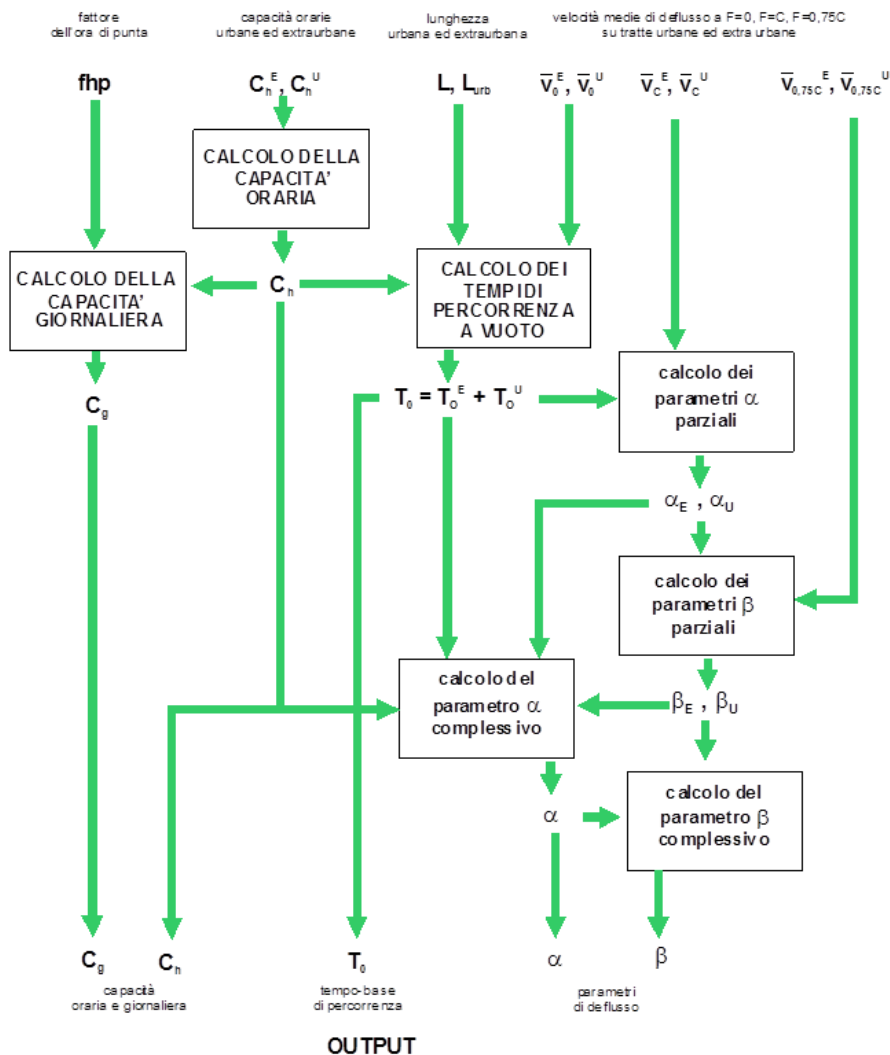 fattore
dell'ora di punta
capacità orarie
urbane ed extraurbane
lunghezza
urbana ed extraurbana
velocità medie di deflusso a F=0, F=C, F=0,75C
su tratte urbane ed extra urbane
fhp
C_h^E, C_h^U
L, L_urb
V̅_0^E, V̅_0^U
V̅_C^E, V̅_C^U
V̅_0,75C^E, V̅_0,75C^U
CALCOLO DELLA
CAPACITA'
ORARIA
CALCOLO DELLA
CAPACITA'
GIORNALIERA
C_h
CALCOLO DEI
TEMPI DI
PERCORRENZA
A VUOTO
C_g
T_0 = T_O^E + T_O^U
calcolo dei
parametri α
parziali
α_E , α_U
calcolo dei
parametri β
parziali
calcolo del
parametro α
complessivo
β_E , β_U
α
calcolo del
parametro β
complessivo
C_g
C_h
T_0
α
β
capacità
oraria e giornaliera
tempo-base
di percorrenza
parametri
di deflusso
OUTPUT